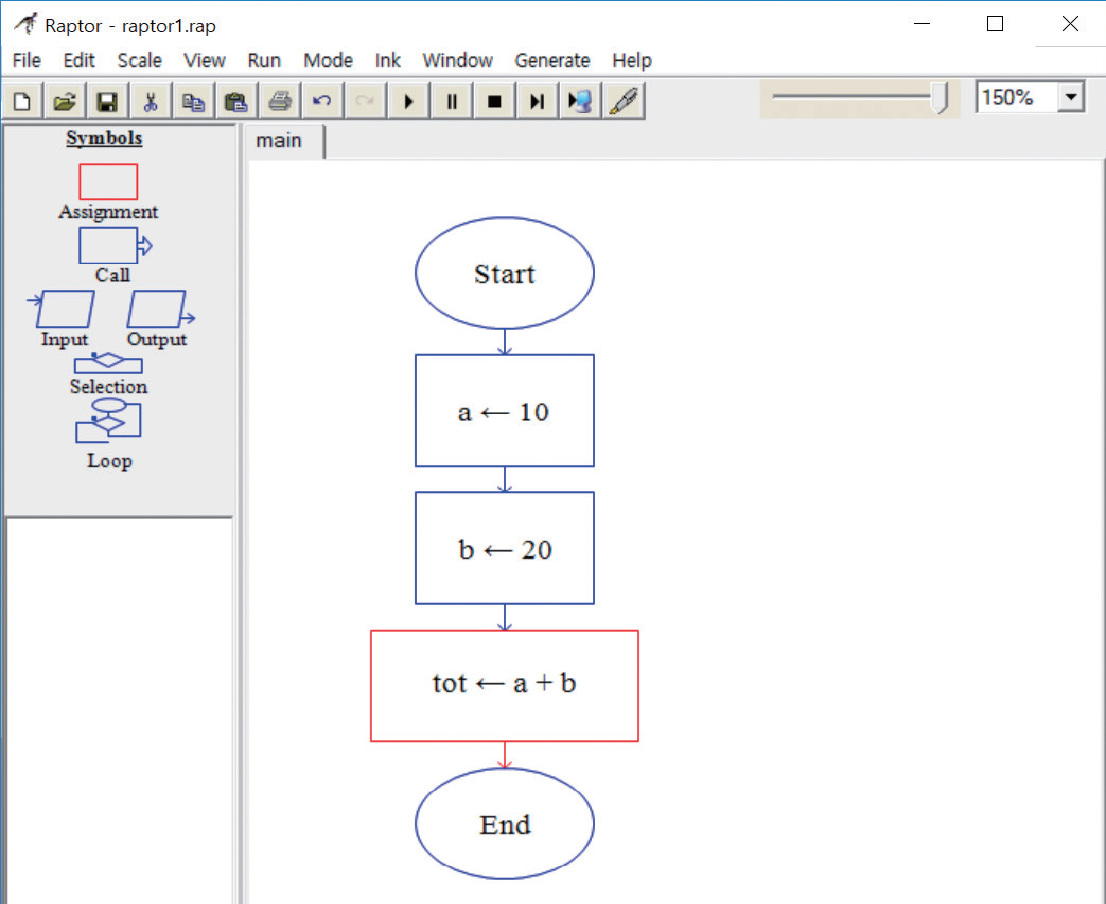 Raptor - raptor1.rap
File Edit Scale View Run Mode Ink Window Generate Help
150%
Symbols
Assignment
Call
Input Output
Selection
Loop
main
Start
a ← 10
b ← 20
tot ← a + b
End